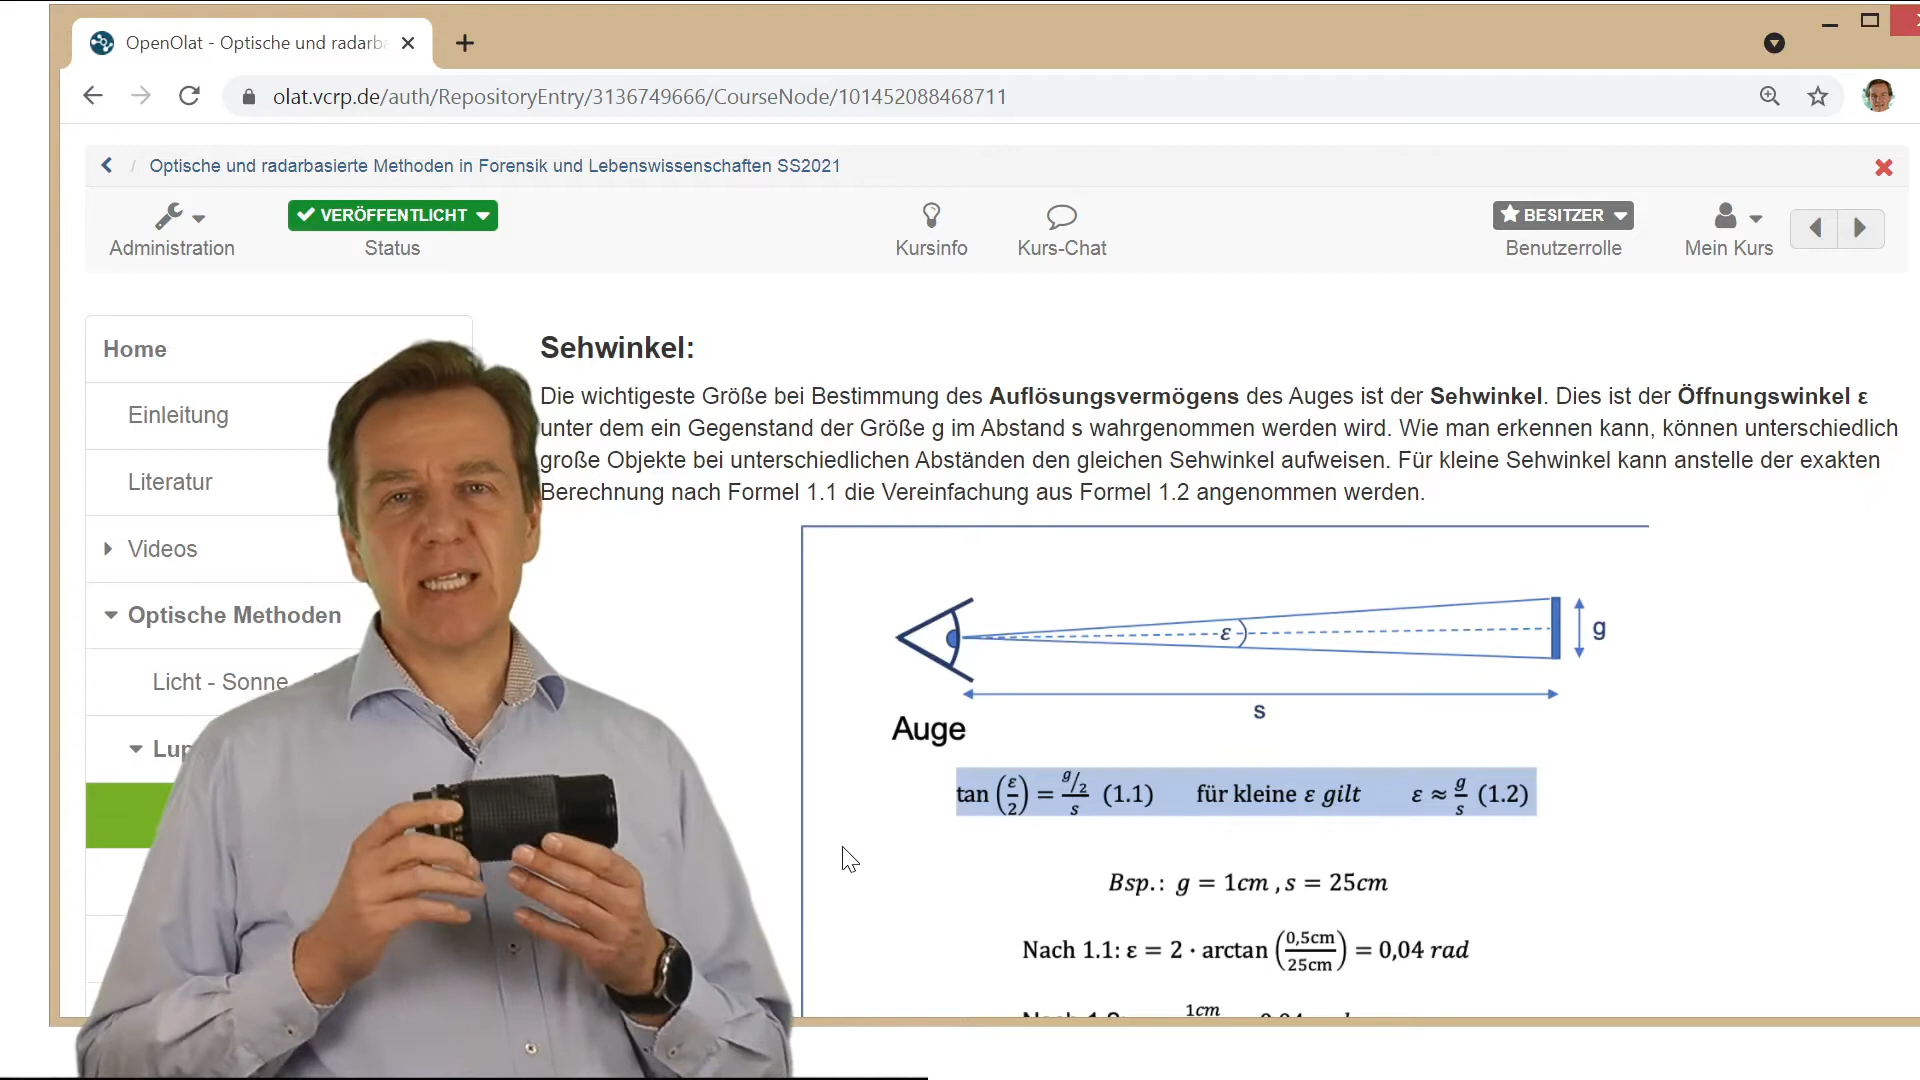 OpenOlat - Optische und radarba
olat.vcrp.de/auth/RepositoryEntry/3136749666/CourseNode/101452088468711
/ Optische und radarbasierte Methoden in Forensik und Lebenswissenschaften SS2021
VERÖFFENTLICHT
BESITZER
Administration
Status
Kursinfo
Kurs-Chat
Benutzerrolle
Mein Kurs
Home
Einleitung
Literatur
Videos
Optische Methoden
Licht - Sonne -
Lup
Sehwinkel:
Die wichtigeste Größe bei Bestimmung des Auflösungsvermögens des Auges ist der Sehwinkel. Dies ist der Öffnungswinkel ε
unter dem ein Gegenstand der Größe g im Abstand s wahrgenommen werden wird. Wie man erkennen kann, können unterschiedlich
große Objekte bei unterschiedlichen Abständen den gleichen Sehwinkel aufweisen. Für kleine Sehwinkel kann anstelle der exakten
Berechnung nach Formel 1.1 die Vereinfachung aus Formel 1.2 angenommen werden.
ε
g
s
Auge
tan (ε/2) = (g/2)/s (1.1) für kleine ε gilt ε ≈ g/s (1.2)
Bsp.: g = 1cm , s = 25cm
Nach 1.1: ε = 2 · arctan (0,5cm/25cm) = 0,04 rad
1cm